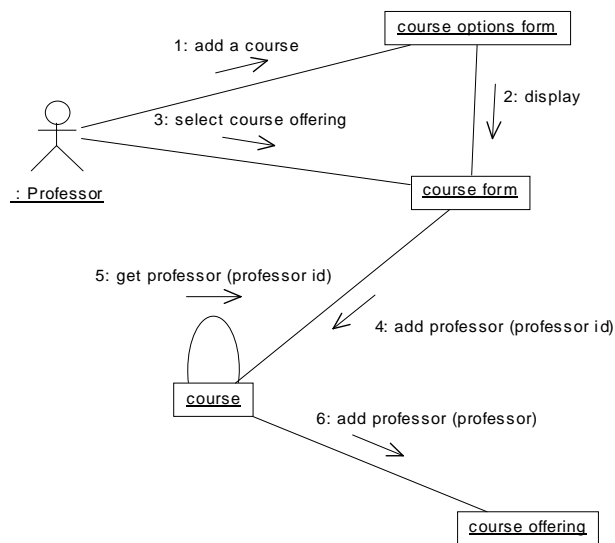 course options form
1: add a course
2: display
3: select course offering
: Professor
course form
5: get professor (professor id)
4: add professor (professor id)
course
6: add professor (professor)
course offering